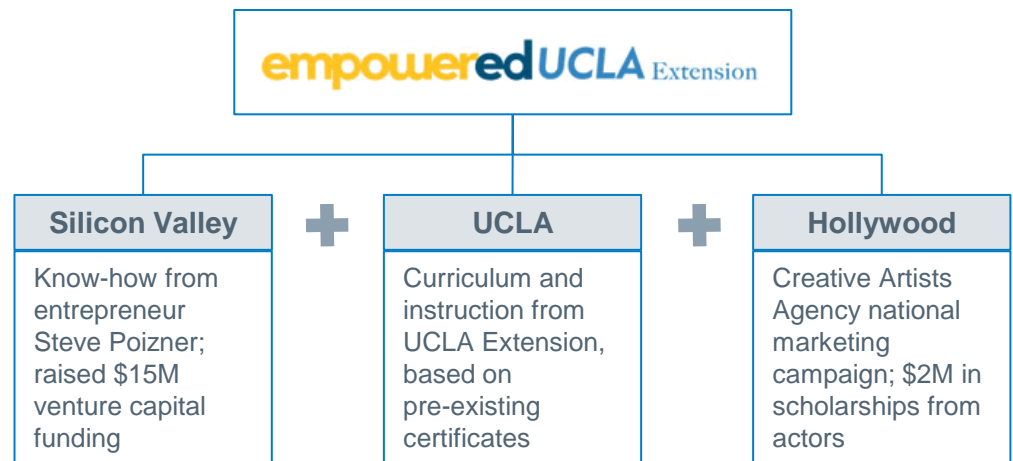 empowered UCLA Extension
Silicon Valley
Know-how from
entrepreneur
Steve Poizner;
raised $15M
venture capital
funding
UCLA
Curriculum and
instruction from
UCLA Extension,
based on
pre-existing
certificates
Hollywood
Creative Artists
Agency national
marketing
campaign; $2M in
scholarships from
actors